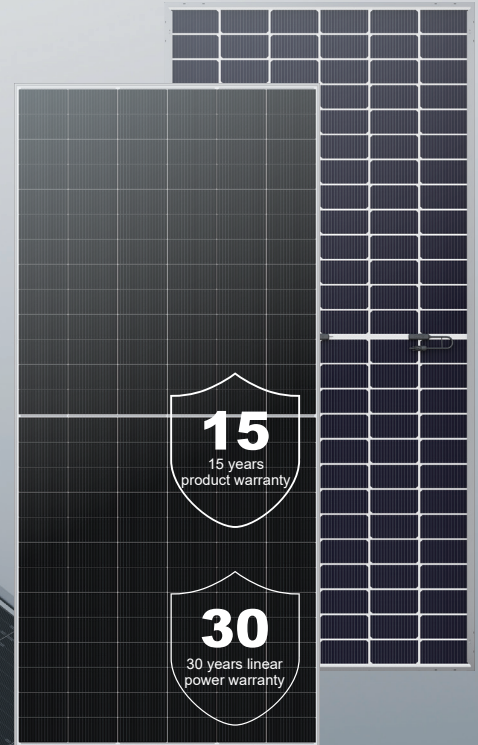 15
15 years
product warranty
30
30 years linear
power warranty